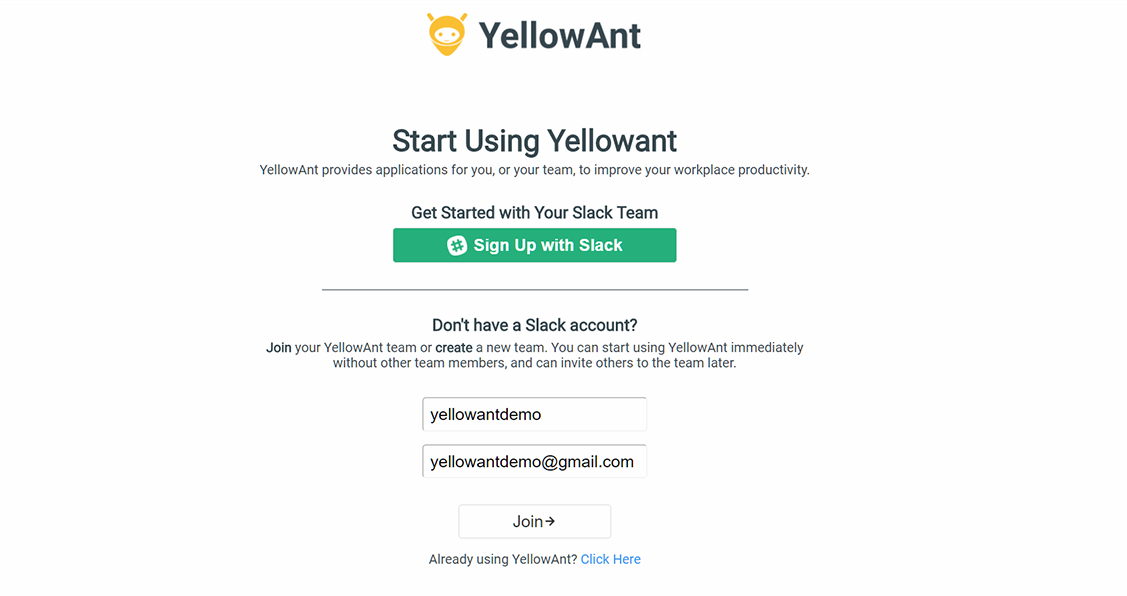 YellowAnt
Start Using Yellowant
YellowAnt provides applications for you, or your team, to improve your workplace productivity.
Get Started with Your Slack Team
Sign Up with Slack
Don't have a Slack account?
Join your YellowAnt team or create a new team. You can start using YellowAnt immediately
without other team members, and can invite others to the team later.
yellowantdemo
yellowantdemo@gmail.com
Join→
Already using YellowAnt? Click Here